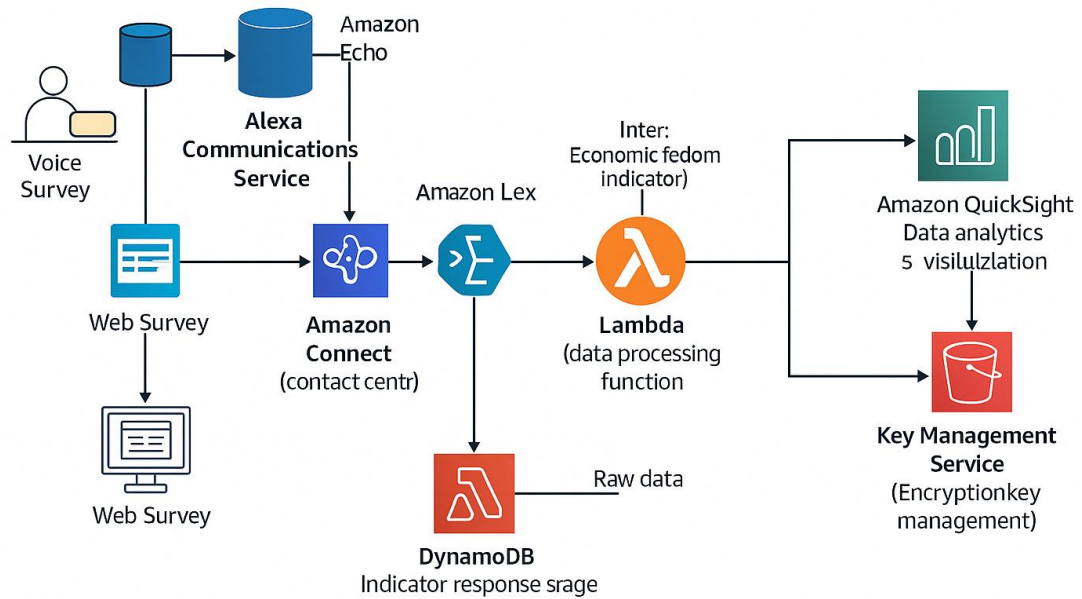 Amazon
Echo
Voice
Survey
Alexa
Communications
Service
Web Survey
Web Survey
Amazon
Connect
(contact centr)
Amazon Lex
Inter:
Economic fedom
indicator)
Lambda
(data processing
function
DynamoDB
Indicator response srage
Raw data
Amazon QuickSight
Data analytics
5 visilulzlation
Key Management
Service
(Encryptionkey
management)